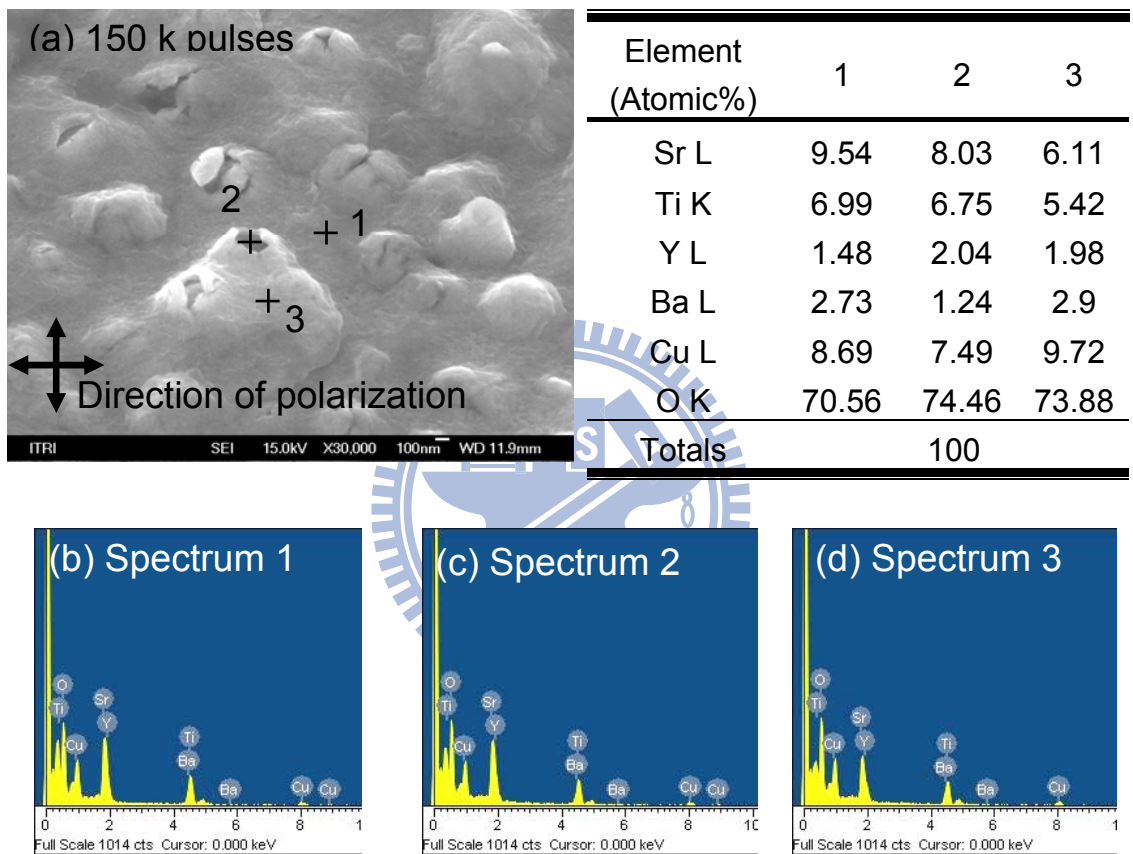 (a) 150 k pulses
2
1
3
Direction of polarization
ITRI SEI 15.0kV X30,000 100nm WD 11.9mm
Element (Atomic%) 1 2 3
Sr L 9.54 8.03 6.11
Ti K 6.99 6.75 5.42
Y L 1.48 2.04 1.98
Ba L 2.73 1.24 2.9
Cu L 8.69 7.49 9.72
O K 70.56 74.46 73.88
Totals 100
S
(b) Spectrum 1
O
Ti
Cu
Sr
Y
Ti
Ba
Ba
Cu
Cu
0 2 4 6 8 1
Full Scale 1014 cts Cursor: 0.000 keV
(c) Spectrum 2
O
Ti
Cu
Sr
Y
Ti
Ba
Ba
Cu
Cu
0 2 4 6 8 10
Full Scale 1014 cts Cursor: 0.000 keV
(d) Spectrum 3
O
Ti
Cu
Sr
Y
Ti
Ba
Ba
Cu
0 2 4 6 8
Full Scale 1014 cts Cursor: 0.000 keV